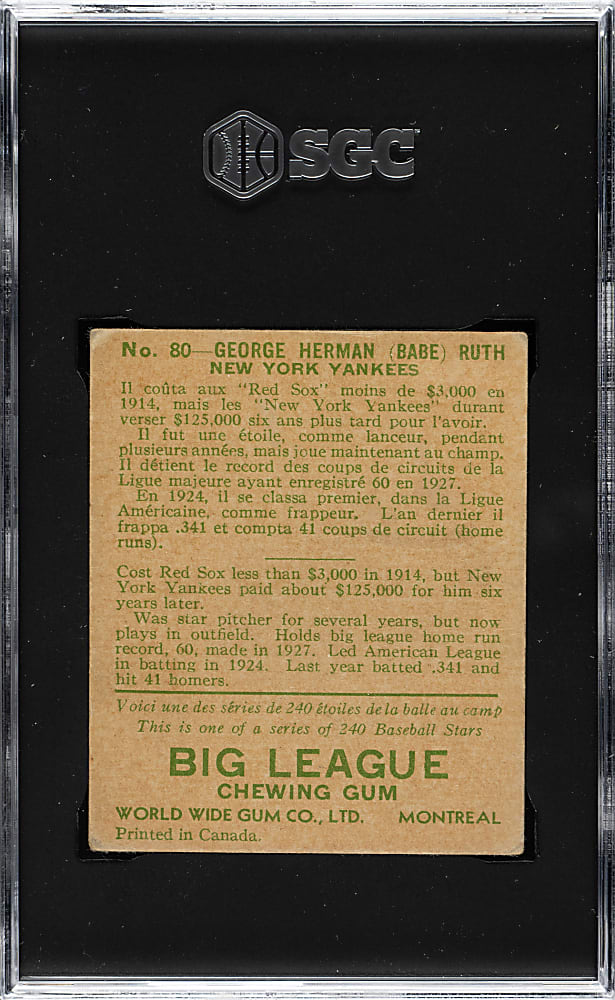 SGC
No. 80—GEORGE HERMAN (BABE) RUTH
NEW YORK YANKEES
Il coûta aux "Red Sox" moins de $3,000 en
1914, mais les "New York Yankees" durant
verser $125,000 six ans plus tard pour l'avoir.
Il fut une étoile, comme lanceur, pendant
plusieurs années, mais joue maintenant au champ.
Il détient le record des coups de circuits de la
Ligue majeure ayant enregistré 60 en 1927.
En 1924, il se classa premier, dans la Ligue
Américaine, comme frappeur. L'an dernier il
frappa .341 et compta 41 coups de circuit (home
runs).
Cost Red Sox less than $3,000 in 1914, but New
York Yankees paid about $125,000 for him six
years later.
Was star pitcher for several years, but now
plays in outfield. Holds big league home run
record, 60, made in 1927. Led American League
in batting in 1924. Last year batted .341 and
hit 41 homers.
Voici une des séries de 240 étoiles de la balle au camp
This is one of a series of 240 Baseball Stars
BIG LEAGUE
CHEWING GUM
WORLD WIDE GUM CO., LTD. MONTREAL
Printed in Canada.